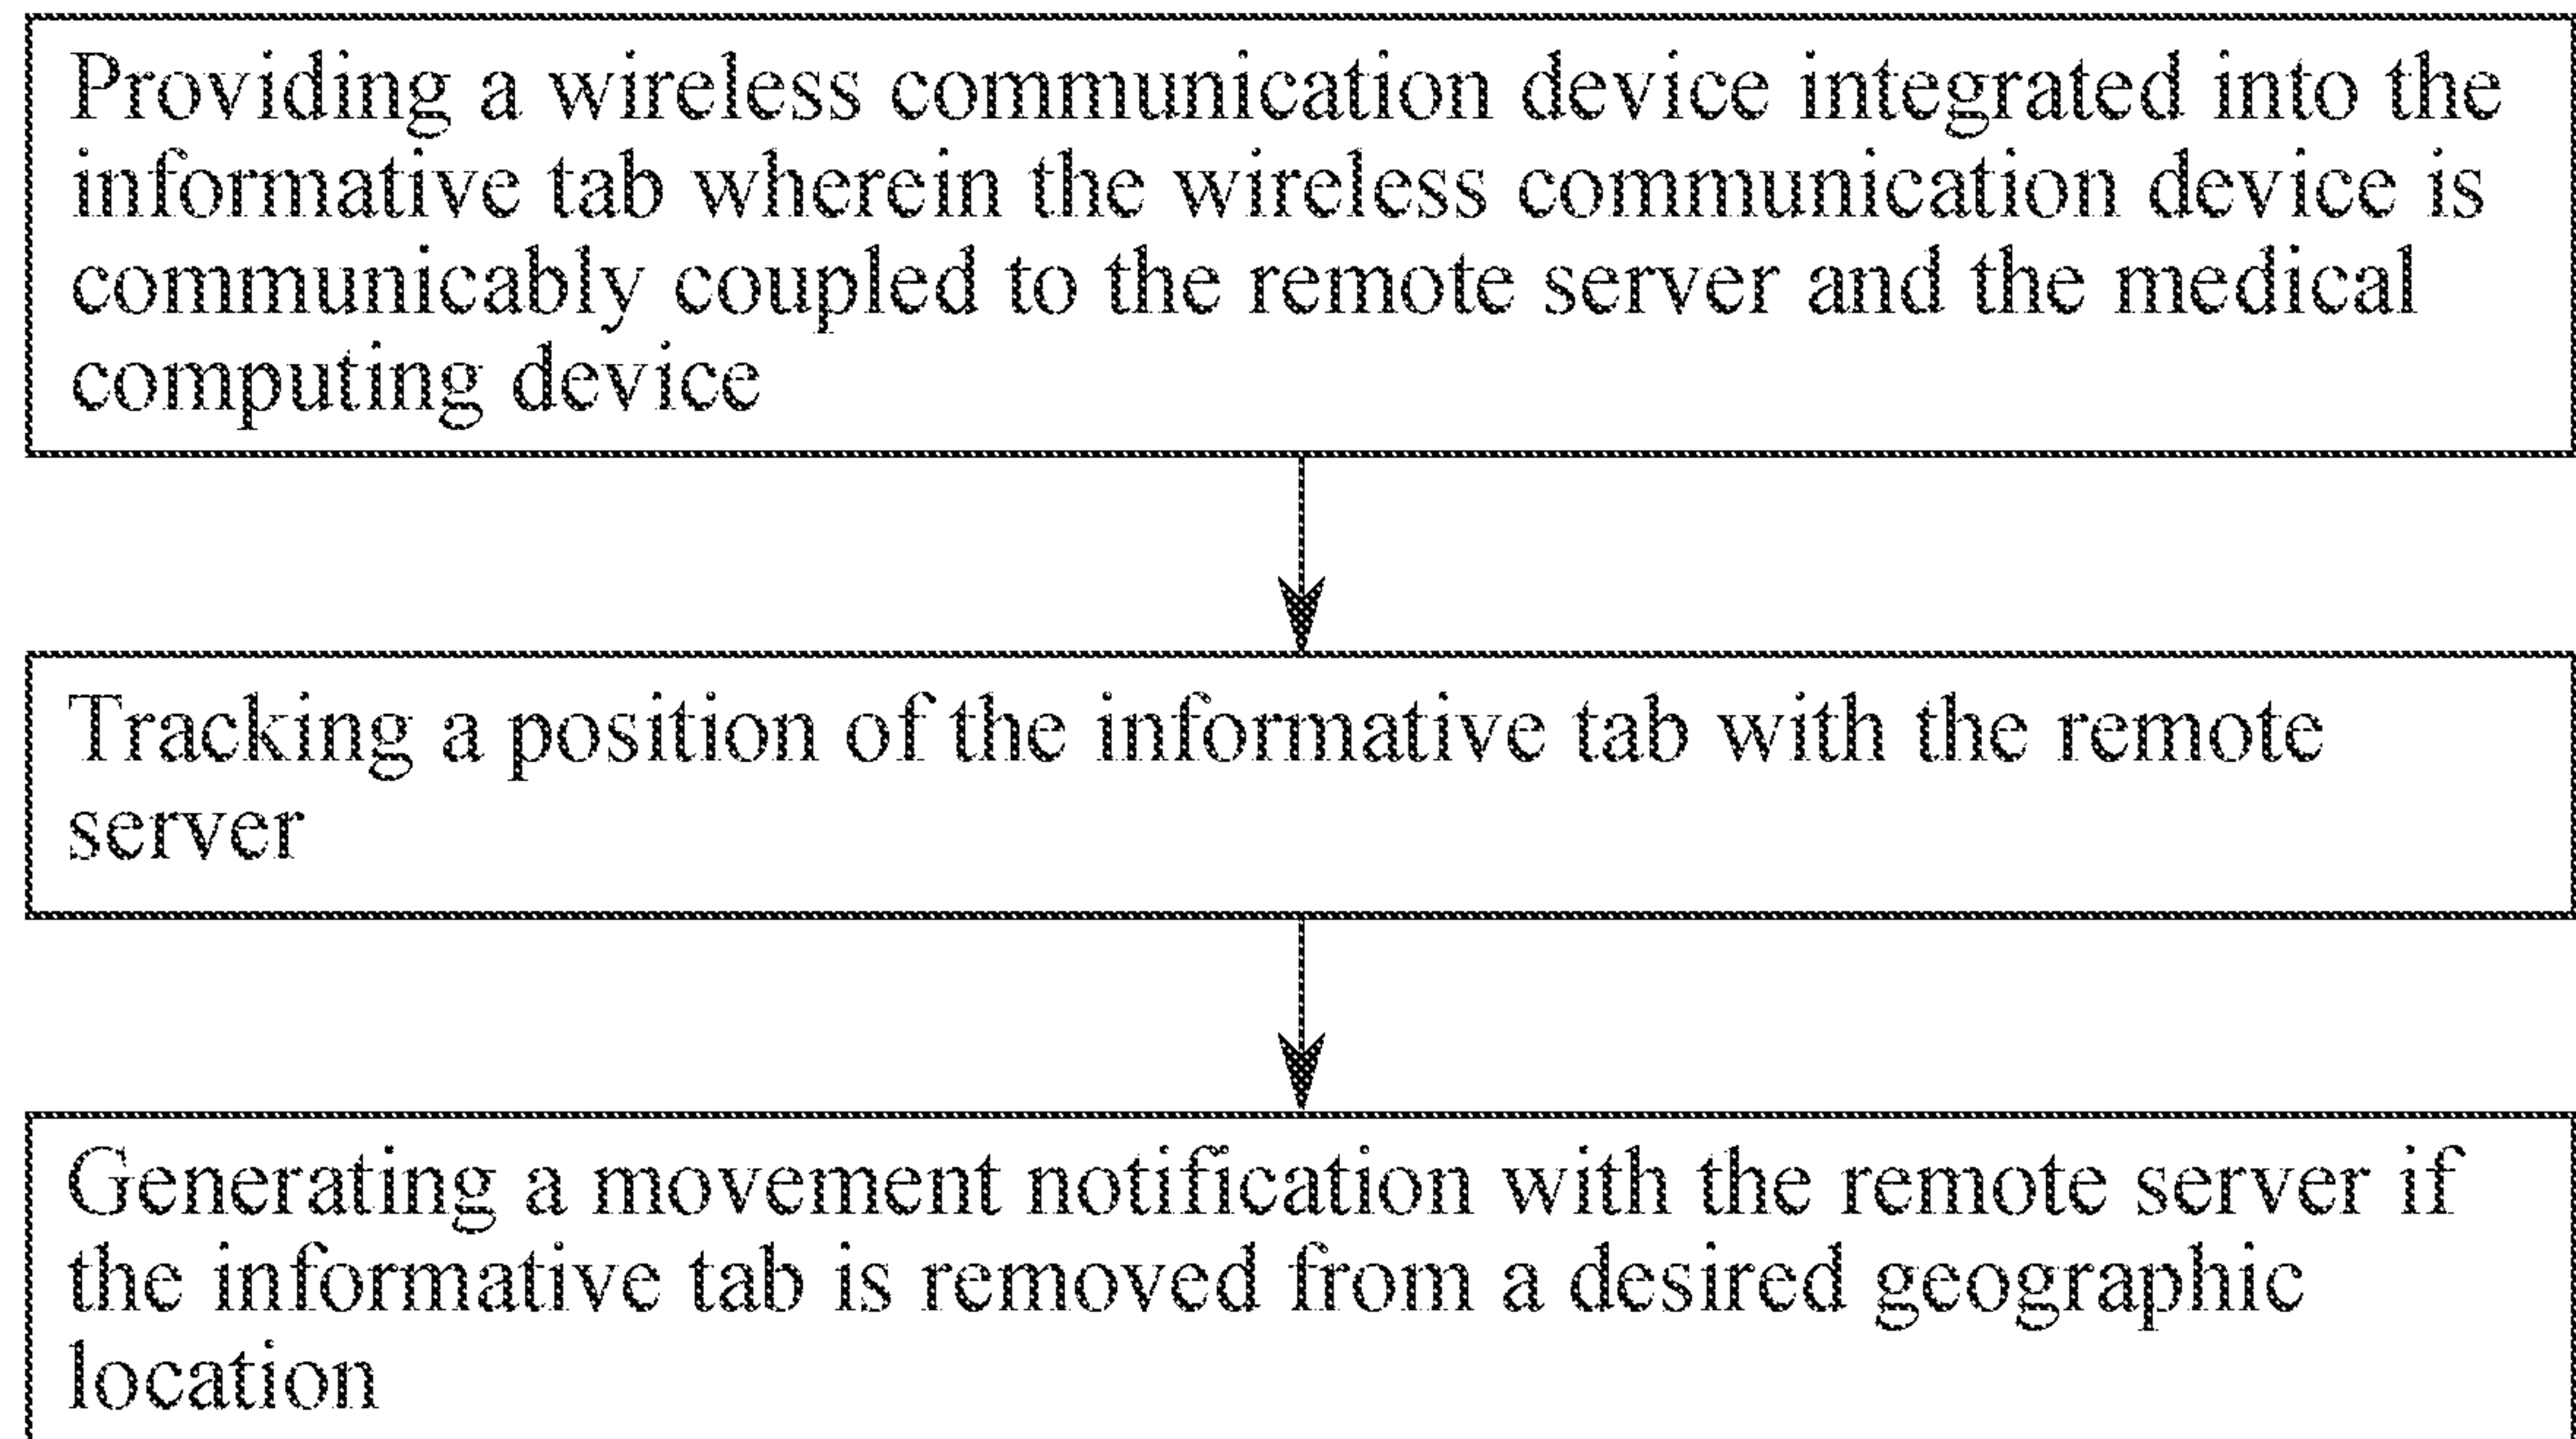 Providing a wireless communication device integrated into the
informative tab wherein the wireless communication device is
communicably coupled to the remote server and the medical
computing device
Tracking a position of the informative tab with the remote
server
Generating a movement notification with the remote server if
the informative tab is removed from a desired geographic
location